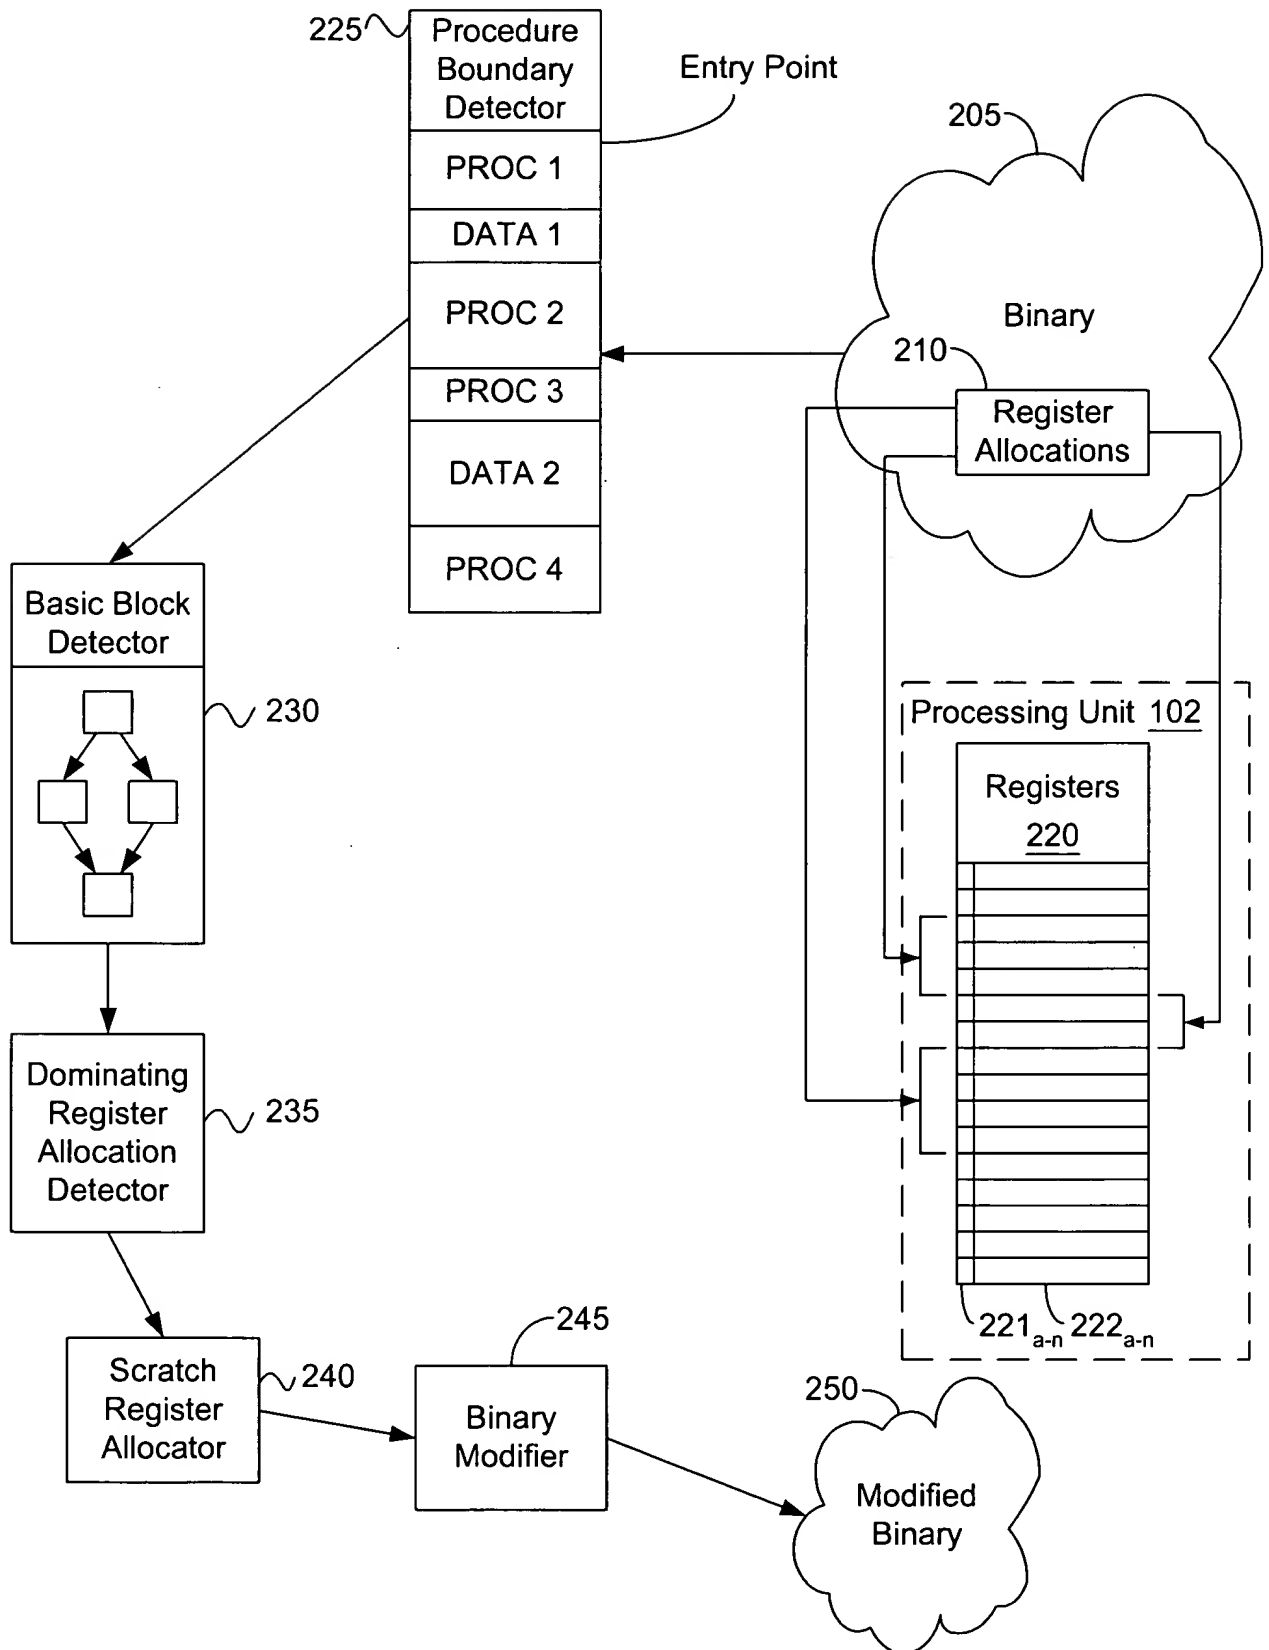 225
Procedure
Boundary
Detector
Entry Point
PROC 1
DATA 1
PROC 2
PROC 3
DATA 2
PROC 4
205
Binary
210
Register
Allocations
Basic Block
Detector
230
Processing Unit 102
Registers
220
221a-n
222a-n
Dominating
Register
Allocation
Detector
235
Scratch
Register
Allocator
240
245
Binary
Modifier
250
Modified
Binary